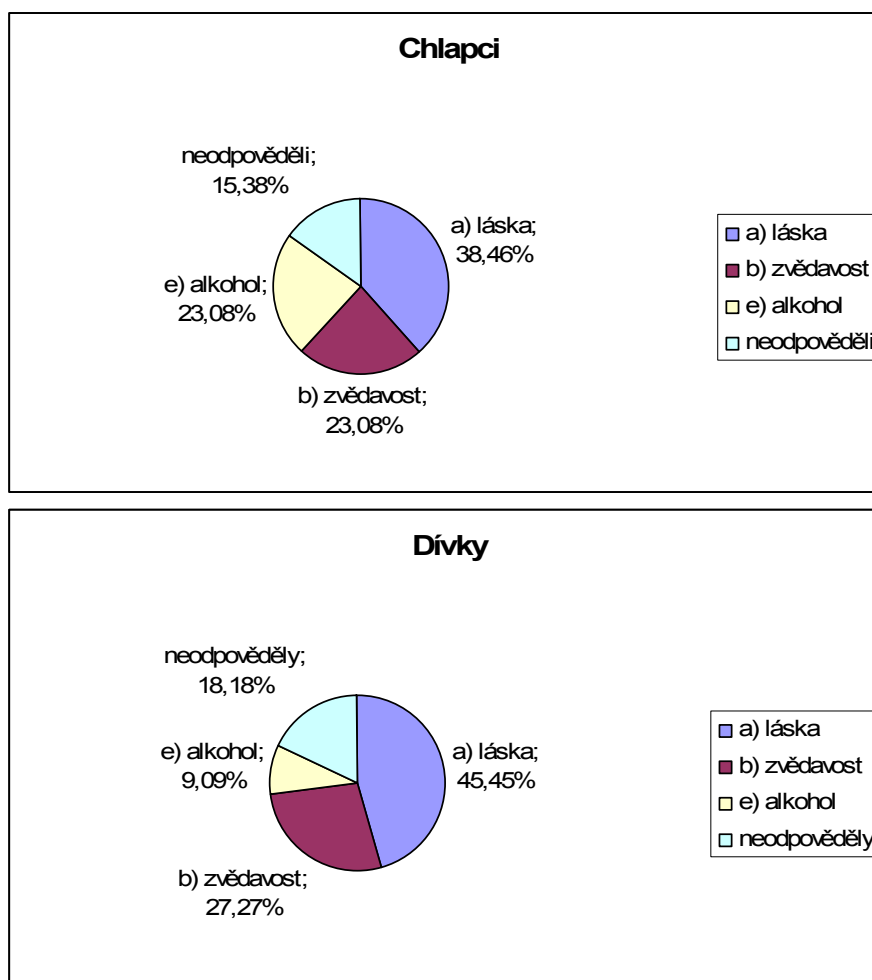 Chlapci
neodpověděli;
15,38%
a) láska;
38,46%
e) alkohol;
23,08%
b) zvědavost;
23,08%
a) láska
b) zvědavost
e) alkohol
neodpověděli
Dívky
neodpověděly;
18,18%
e) alkohol;
9,09%
a) láska;
45,45%
b) zvědavost;
27,27%
a) láska
b) zvědavost
e) alkohol
neodpověděly